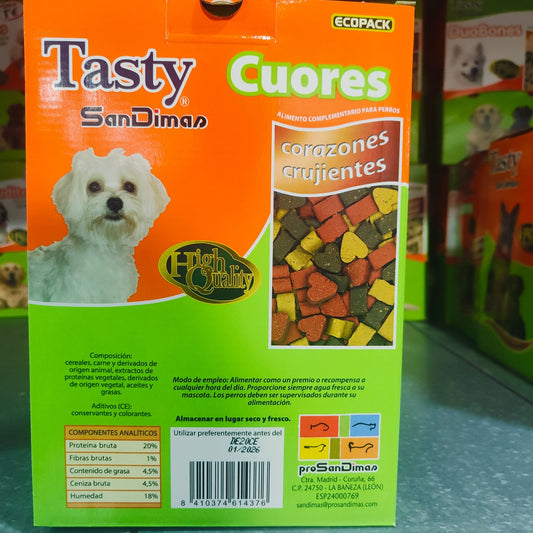 ECOPACK
Tasty®
SanDimas
Cuores
ALIMENTO COMPLEMENTARIO PARA PERROS
corazones
crujientes
High
Quality
Composición:
cereales, carne y derivados de
origen animal, extractos de
proteínas vegetales, derivados
de origen vegetal, aceites y
grasas.
Aditivos (CE):
conservantes y colorantes.
Modo de empleo: Alimentar como un premio o recompensa a
cualquier hora del día. Proporcione siempre agua fresca a su
mascota. Los perros deben ser supervisados durante su
alimentación.
Almacenar en lugar seco y fresco.
COMPONENTES ANALÍTICOS
Proteína bruta 20%
Fibras brutas 1%
Contenido de grasa 4,5%
Ceniza bruta 4,5%
Humedad 18%
Utilizar preferentemente antes del
DE20CE
01/2026
8 410374 614376
proSanDimas
Ctra. Madrid - Coruña, 66
C.P. 24750 - LA BAÑEZA (LEÓN)
ESP24000769
sandimas@prosandimas.com
DuoBones
Tasty
SanDimas